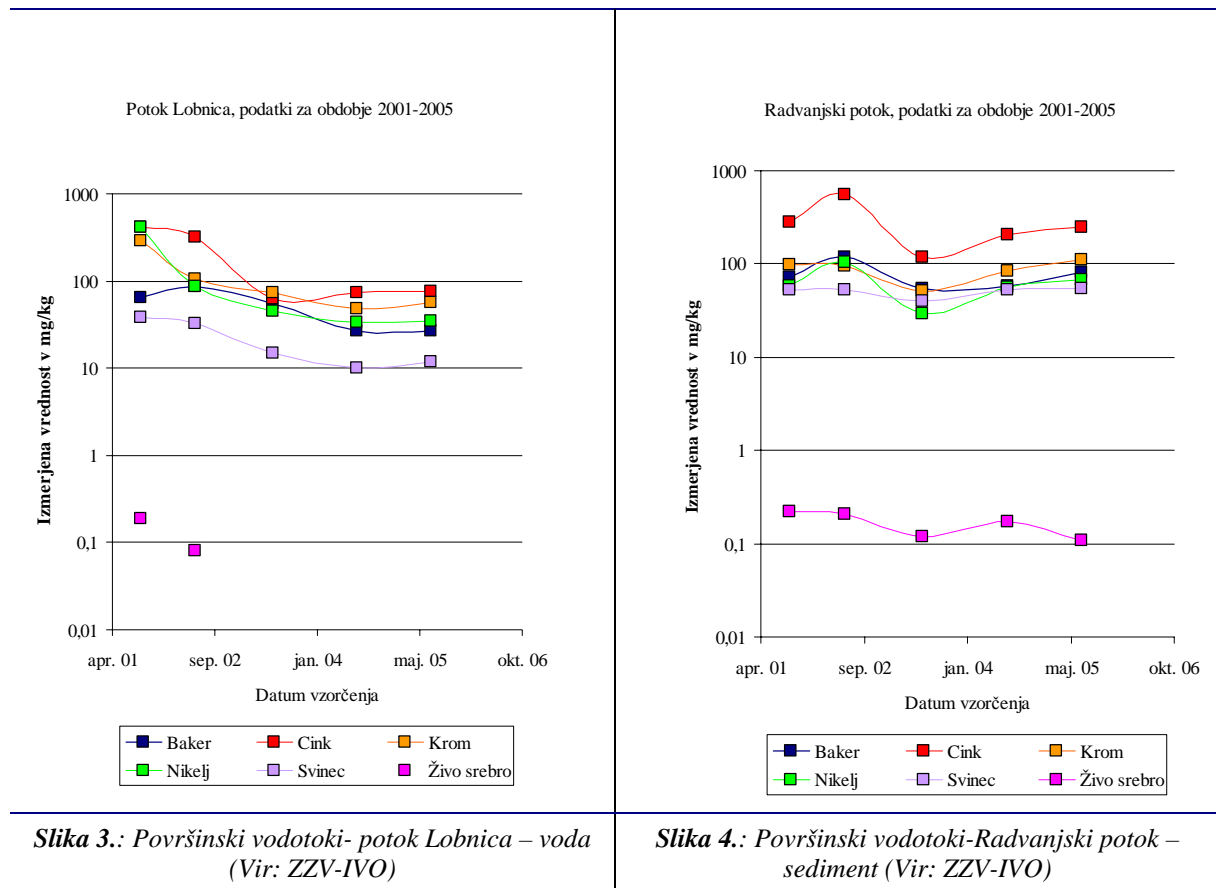 Potok Lobnica, podatki za obdobje 2001-2005
Izmerjena vrednost v mg/kg
1000
100
10
1
0,1
0,01
apr. 01 sep. 02 jan. 04 maj. 05 okt. 06
Datum vzorčenja
Baker Cink Krom
Nikelj Svinec Živo srebro
Slika 3.: Površinski vodotoki- potok Lobnica – voda
(Vir: ZZV-IVO)
Radvanjski potok, podatki za obdobje 2001-2005
Izmerjena vrednost v mg/kg
1000
100
10
1
0,1
0,01
apr. 01 sep. 02 jan. 04 maj. 05 okt. 06
Datum vzorčenja
Baker Cink Krom
Nikelj Svinec Živo srebro
Slika 4.: Površinski vodotoki-Radvanjski potok –
sediment (Vir: ZZV-IVO)